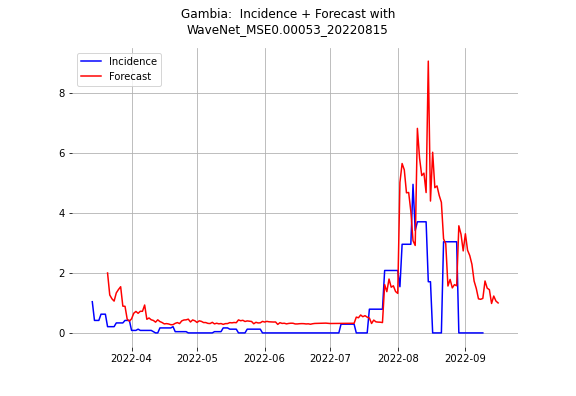 Gambia:  Incidence + Forecast with
WaveNet_MSE0.00053_20220815
Incidence
Forecast
8
6
4
2
0
2022-04 2022-05 2022-06 2022-07 2022-08 2022-09